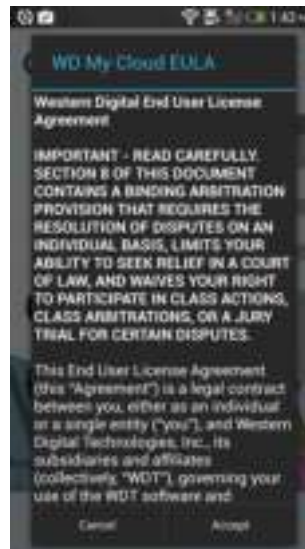 1:42
WD My Cloud EULA
Western Digital End User License
Agreement
IMPORTANT - READ CAREFULLY.
SECTION 8 OF THIS DOCUMENT
CONTAINS A BINDING ARBITRATION
PROVISION THAT REQUIRES THE
RESOLUTION OF DISPUTES ON AN
INDIVIDUAL BASIS, LIMITS YOUR
ABILITY TO SEEK RELIEF IN A COURT
OF LAW, AND WAIVES YOUR RIGHT
TO PARTICIPATE IN CLASS ACTIONS,
CLASS ARBITRATIONS, OR A JURY
TRIAL FOR CERTAIN DISPUTES.
This End User License Agreement
(this "Agreement") is a legal contract
between you, either as an individual
or a single entity ("you"), and Western
Digital Technologies, Inc., its
subsidiaries and affiliates
(collectively, "WDT"), governing your
use of the WDT software and
Cancel
Accept